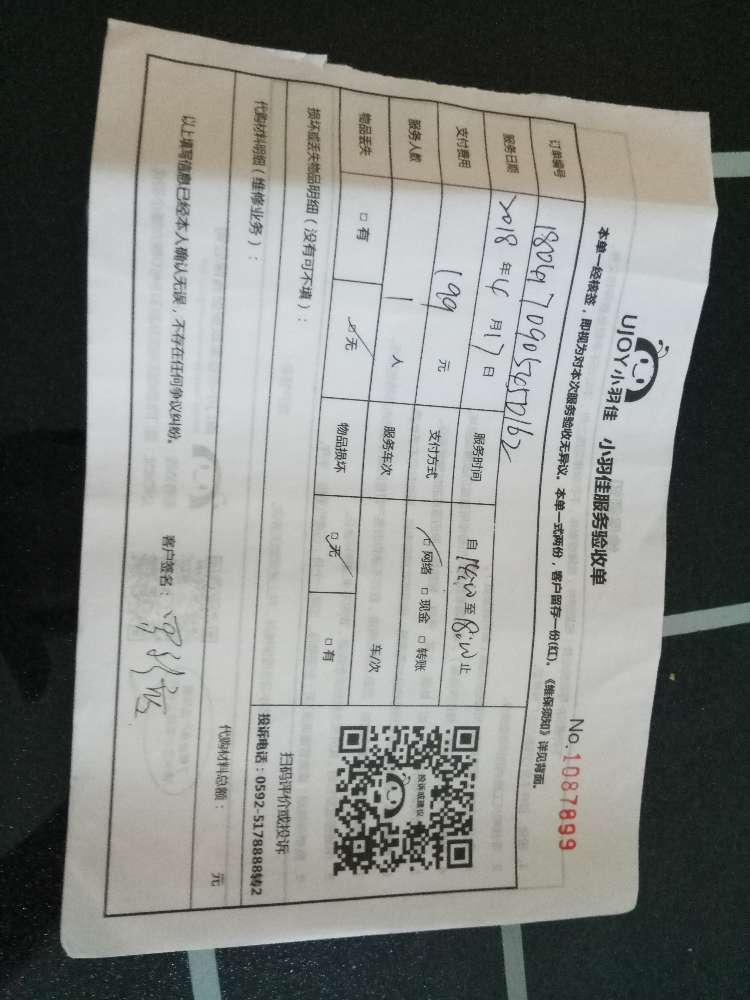 UJOY小羽佳 小羽佳服务验收单
No.1087899
本单一经核签，即视为对本次服务验收无异议。本单一式两份，客户留存一份(红)。《维保须知》详见背面。
订单编号
服务日期 2018 年 4 月 17 日 服务时间 自 14:00 至 18:00 止
支付费用 199 元 支付方式 ☑ 网络 □ 现金 □ 转账
服务人数 1 人 服务车次 车/次
物品丢失 □ 有 ☑ 无 物品损坏 ☑ 无 □ 有
投诉或建议
扫码评价或投诉
投诉电话：0592-5178888转2
损坏或丢失物品明细（没有可不填）：
代购材料明细（维修业务）：
代购材料总额： 元
以上填写信息已经本人确认无误，不存在任何争议纠纷。
客户签名：